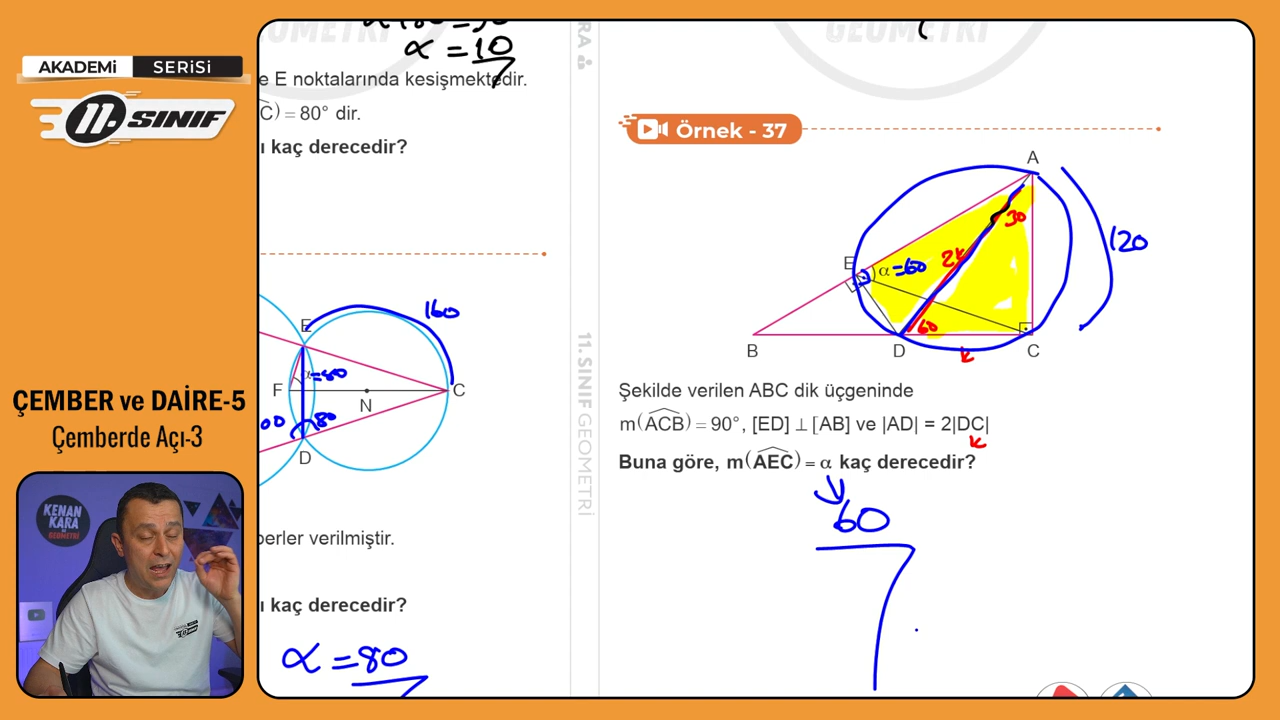 AKADEMİ SERİSİ
11. SINIF
ÇEMBER ve DAİRE-5
Çemberde Açı-3
KENAN
KARA
GEOMETRİ
α = 10
e E noktalarında kesişmektedir.
C) = 80° dir.
ı kaç derecedir?
E
160
F
α=80
N
C
80
D
berler verilmiştir.
ı kaç derecedir?
α = 80
11. SINIF GEOMETRİ
GEOMETRİ
Örnek - 37
A
30
120
E
α=60
2k
60
B
D
k
C
Şekilde verilen ABC dik üçgeninde
m(ACB) = 90°, [ED] ⊥ [AB] ve |AD| = 2|DC|
k
Buna göre, m(AEC) = α kaç derecedir?
60